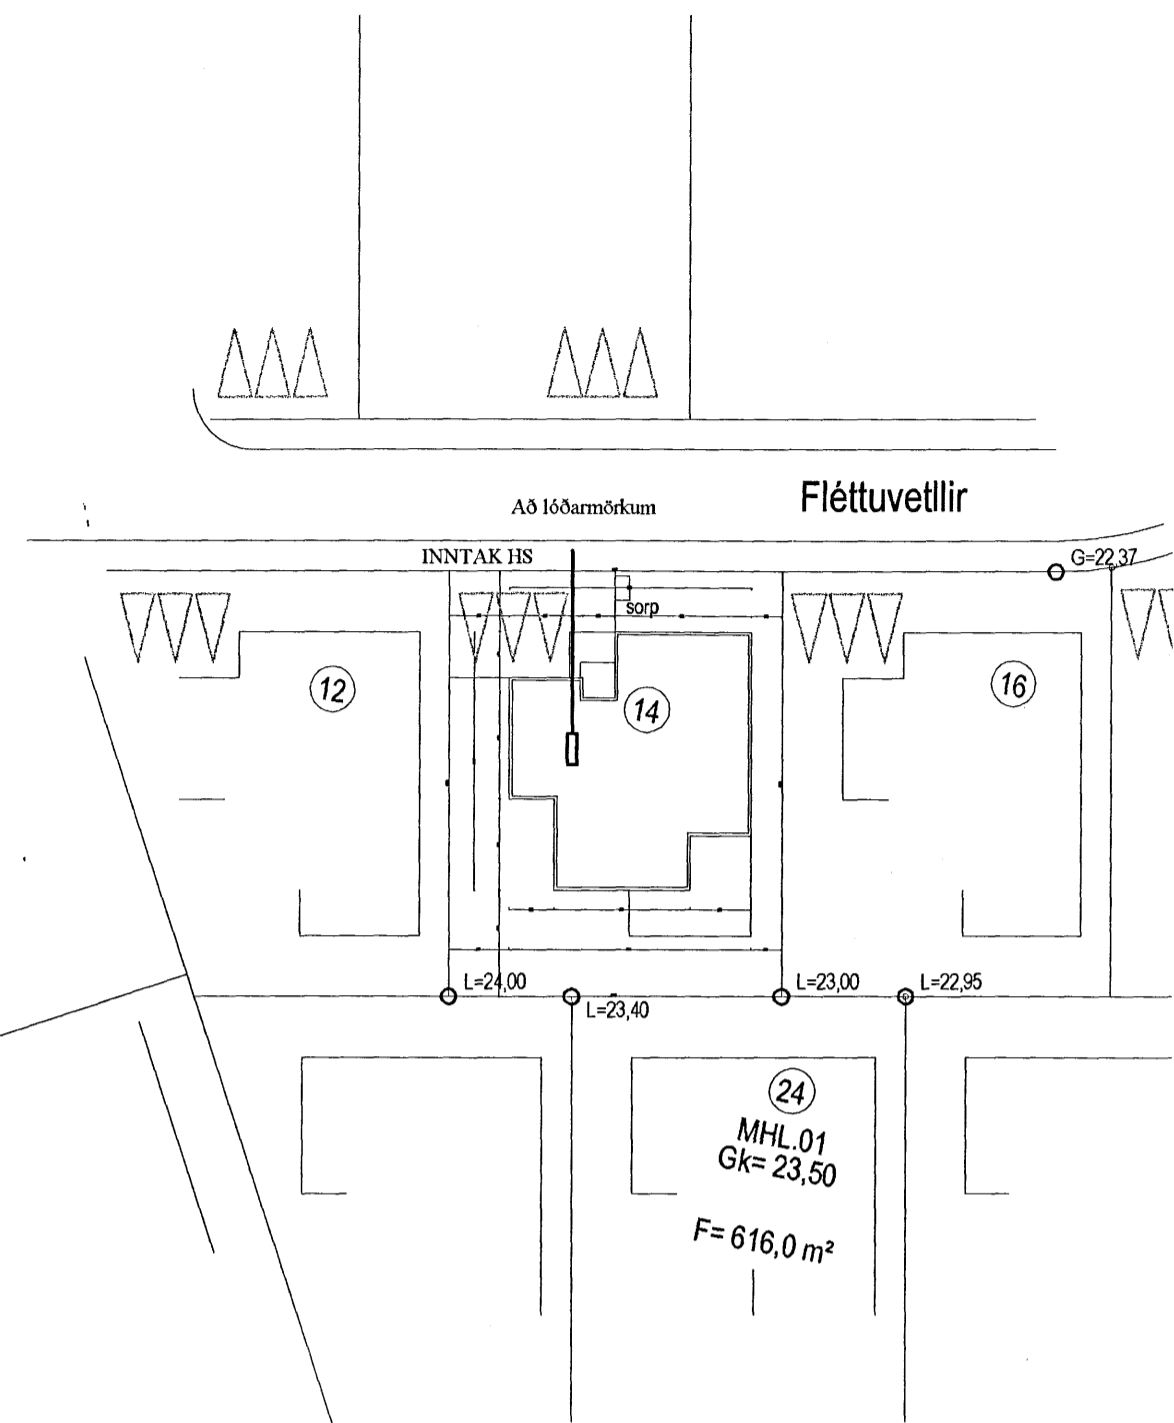 Fléttuvetllir
Að lóðarmörkum
INNTAK HS
G=22,37
sorp
12
14
16
L=24,00
L=23,40
L=23,00
L=22,95
24
MHL.01
Gk= 23,50
F= 616,0 m²